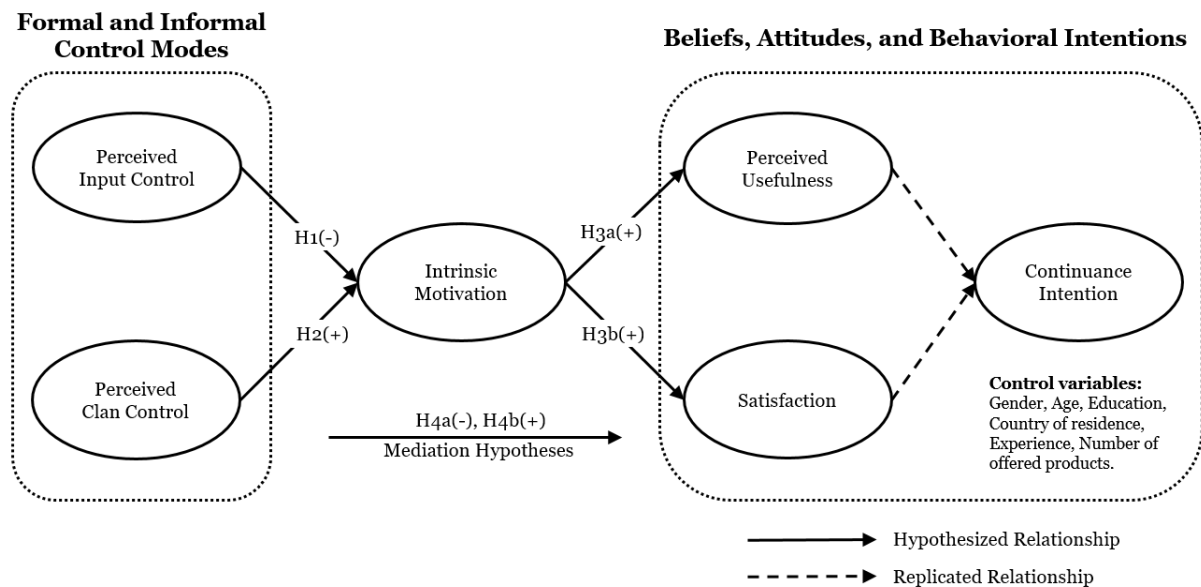 Formal and Informal
Control Modes
Beliefs, Attitudes, and Behavioral Intentions
Perceived
Input Control
Perceived
Usefulness
H1(-)
H3a(+)
Intrinsic
Motivation
Continuance
Intention
H2(+)
H3b(+)
Perceived
Clan Control
Satisfaction
Control variables:
Gender, Age, Education,
Country of residence,
Experience, Number of
offered products.
H4a(-), H4b(+)
Mediation Hypotheses
Hypothesized Relationship
Replicated Relationship